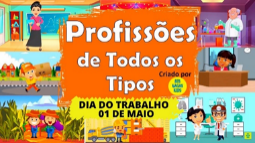 Profissões
de Todos os
Tipos
Criado por
DIA DO TRABALHO
01 DE MAIO